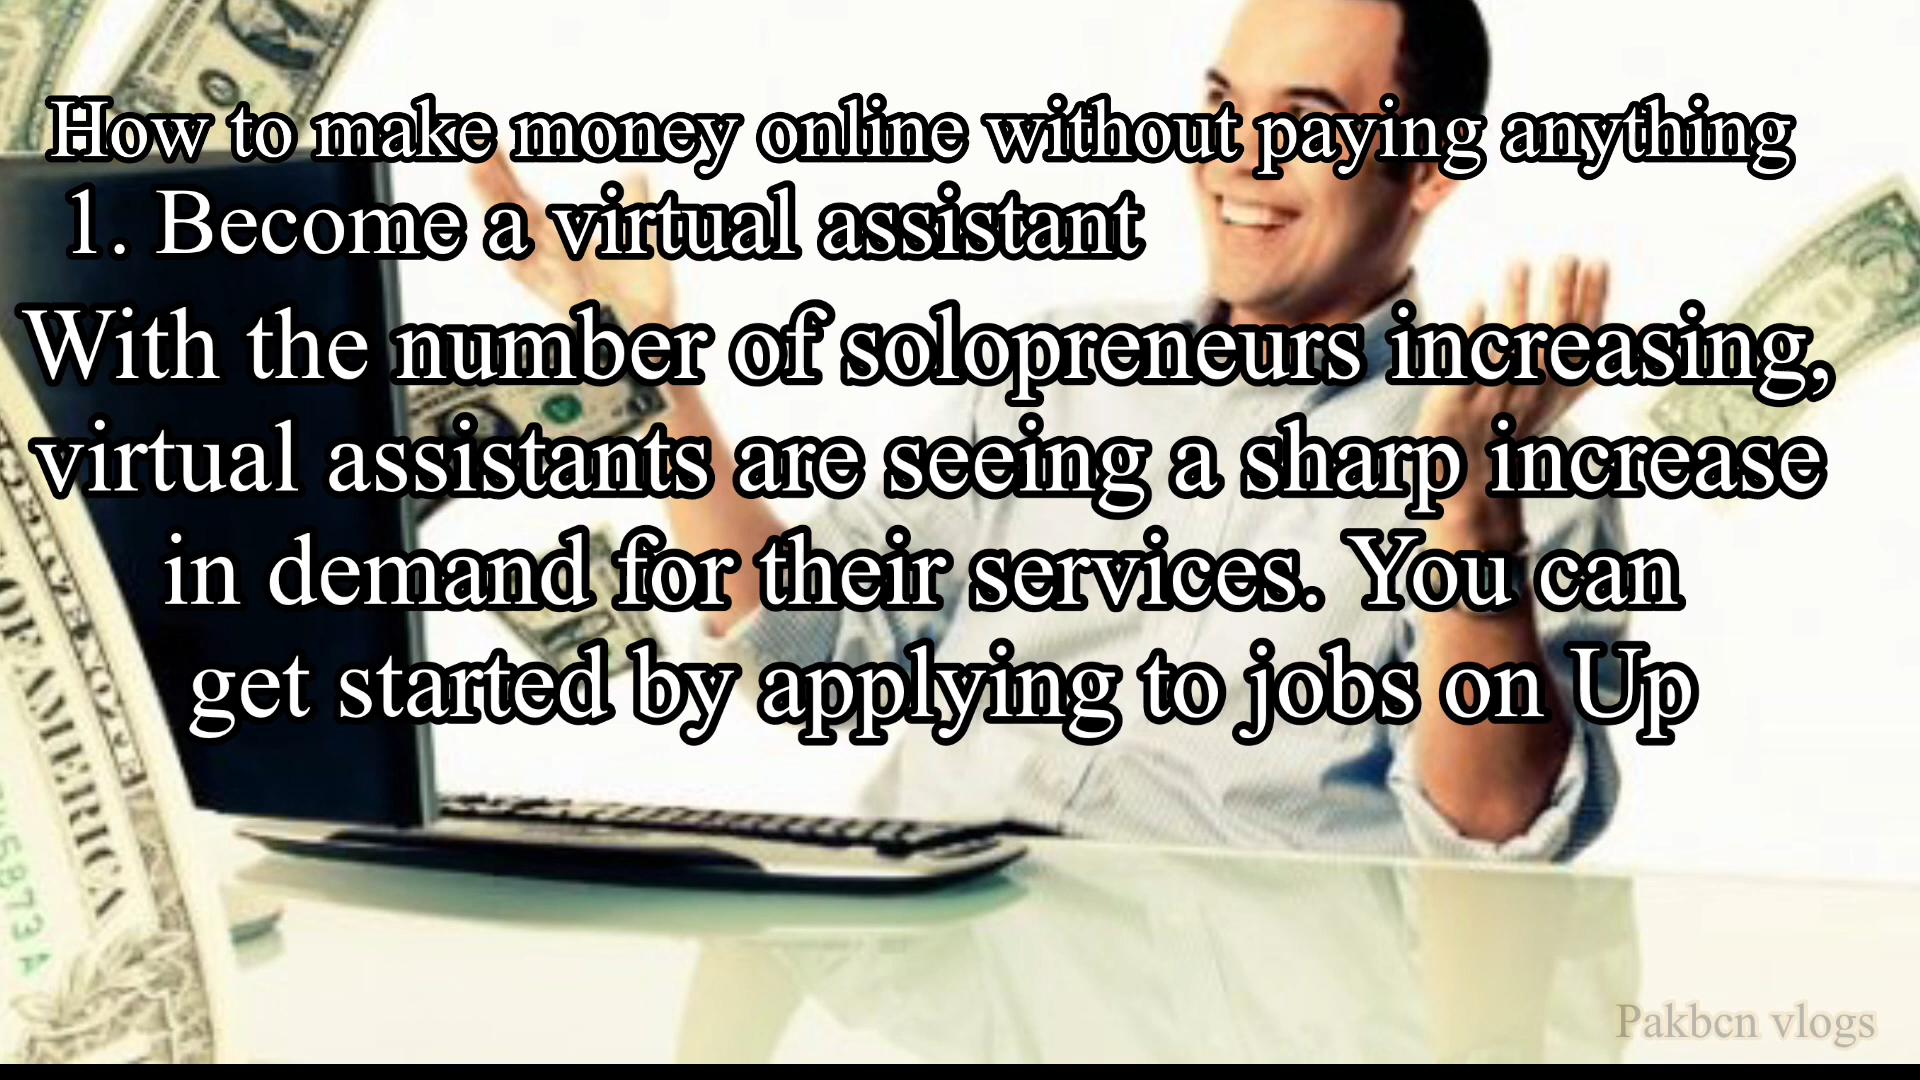 How to make money online without paying anything
1. Become a virtual assistant
With the number of solopreneurs increasing,
virtual assistants are seeing a sharp increase
in demand for their services. You can
get started by applying to jobs on Up
OF AMERICA
Pakbcn vlogs